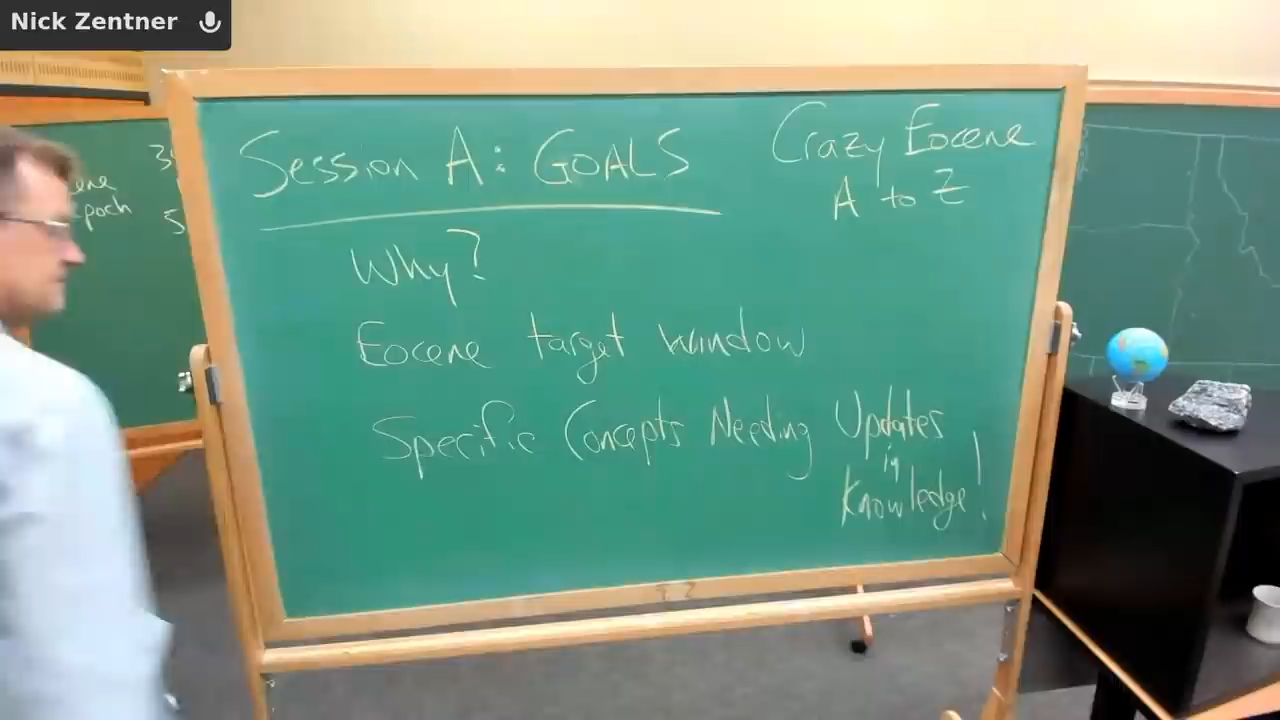 Nick Zentner
Session A: GOALS
Crazy Eocene
A to Z
Why?
Eocene target window
Specific Concepts Needing Updates
in
Knowledge!